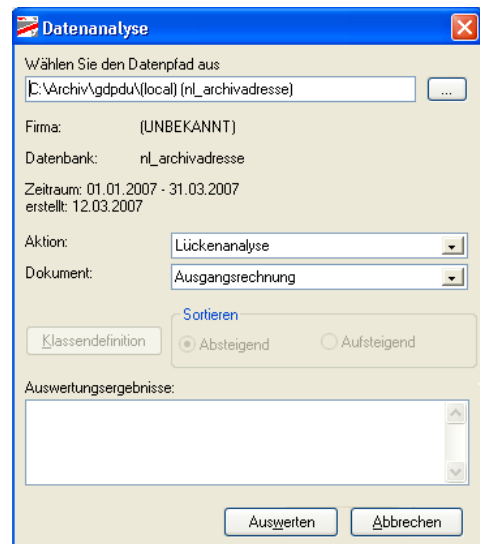 Datenanalyse
Wählen Sie den Datenpfad aus
C:\Archiv\gdpdu\(local) (nl_archivadresse)
...
Firma: (UNBEKANNT)
Datenbank: nl_archivadresse
Zeitraum: 01.01.2007 - 31.03.2007
erstellt: 12.03.2007
Aktion: Lückenanalyse
Dokument: Ausgangsrechnung
Sortieren
Klassendefinition
Absteigend Aufsteigend
Auswertungsergebnisse:
Auswerten Abbrechen